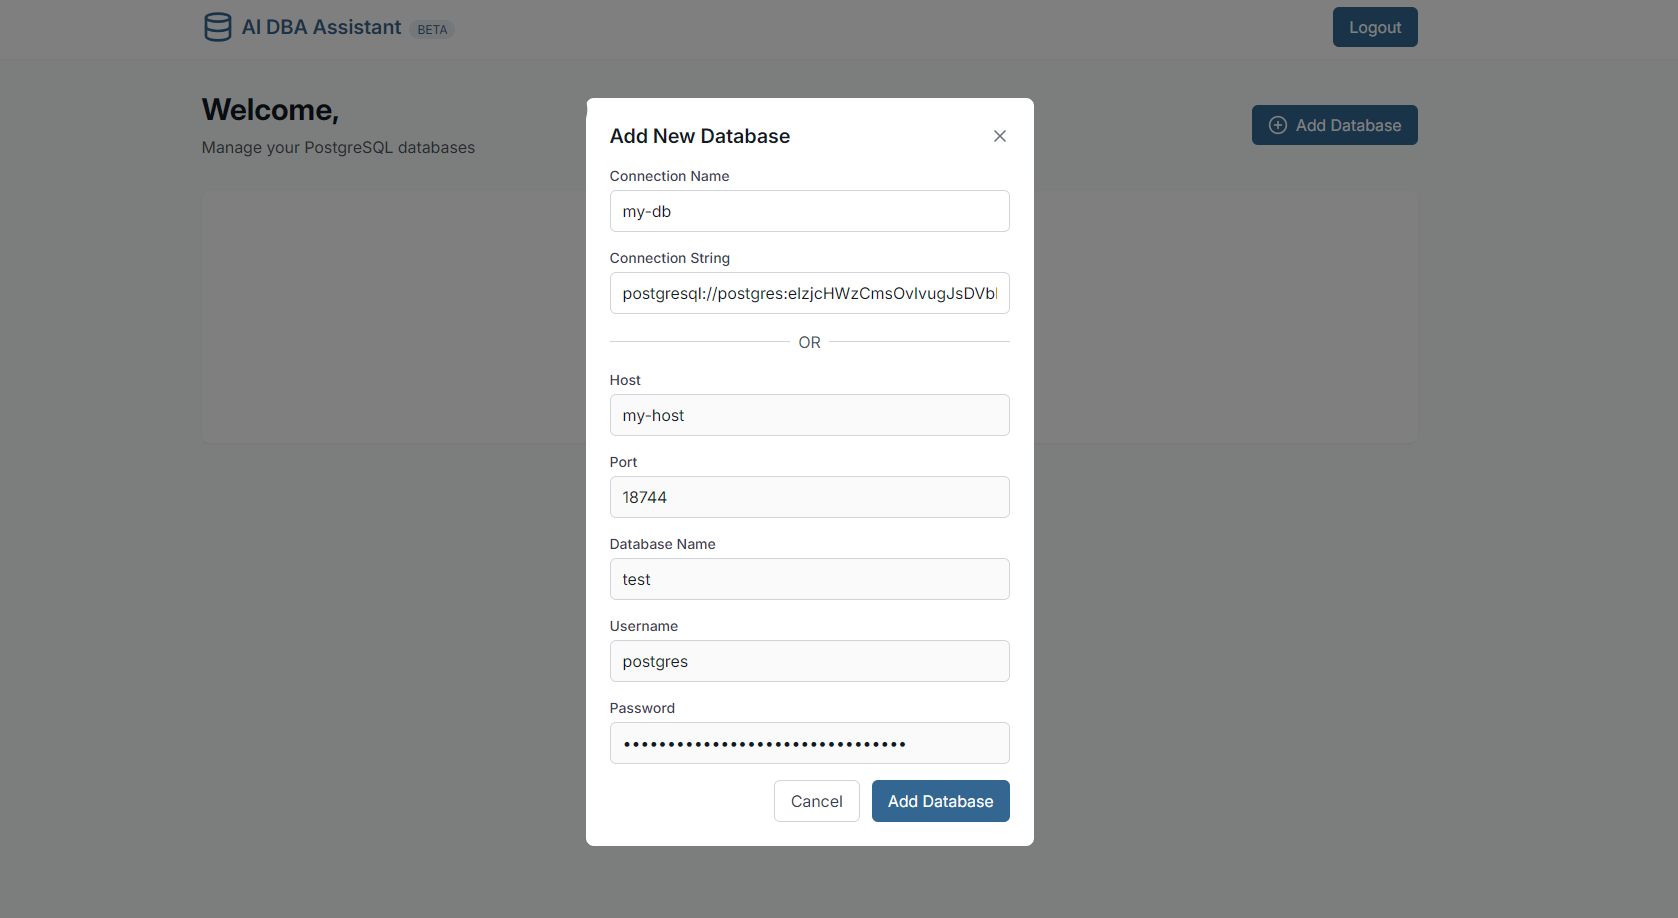 AI DBA Assistant BETA
Logout
Welcome,
Manage your PostgreSQL databases
Add Database
Add New Database
Connection Name
my-db
Connection String
postgresql://postgres:elzjcHWzCmsOvlvugJsDVbl
OR
Host
my-host
Port
18744
Database Name
test
Username
postgres
Password
••••••••••••••••••••••••••••••••
Cancel
Add Database